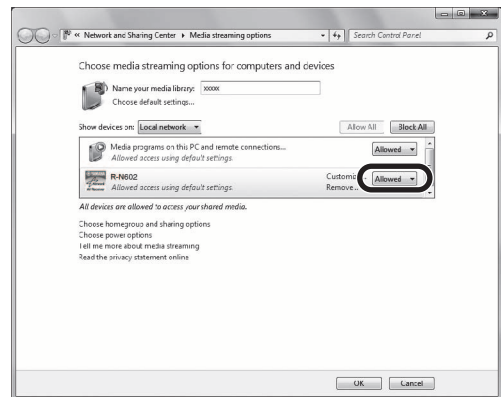 « Network and Sharing Center ▸ Media streaming options
Search Control Panel
Choose media streaming options for computers and devices
Name your media library: xxxxx
Choose default settings...
Show devices on: Local network
Allow All
Block All
Media programs on this PC and remote connections...
Allowed access using default settings.
Allowed
R-N602
Allowed access using default settings.
Customize...
Remove...
Allowed
All devices are allowed to access your shared media.
Choose homegroup and sharing options
Choose power options
Tell me more about media streaming
Read the privacy statement online
OK
Cancel